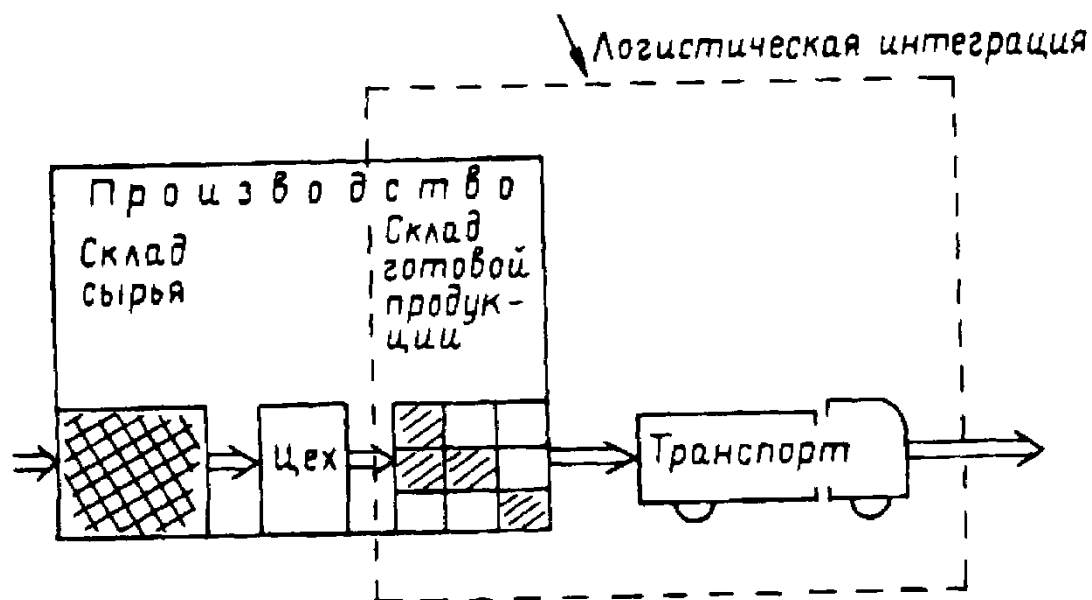 Логистическая интеграция
Производство
Склад
сырья
Склад
готовой
продук-
ции
Цех
Транспорт